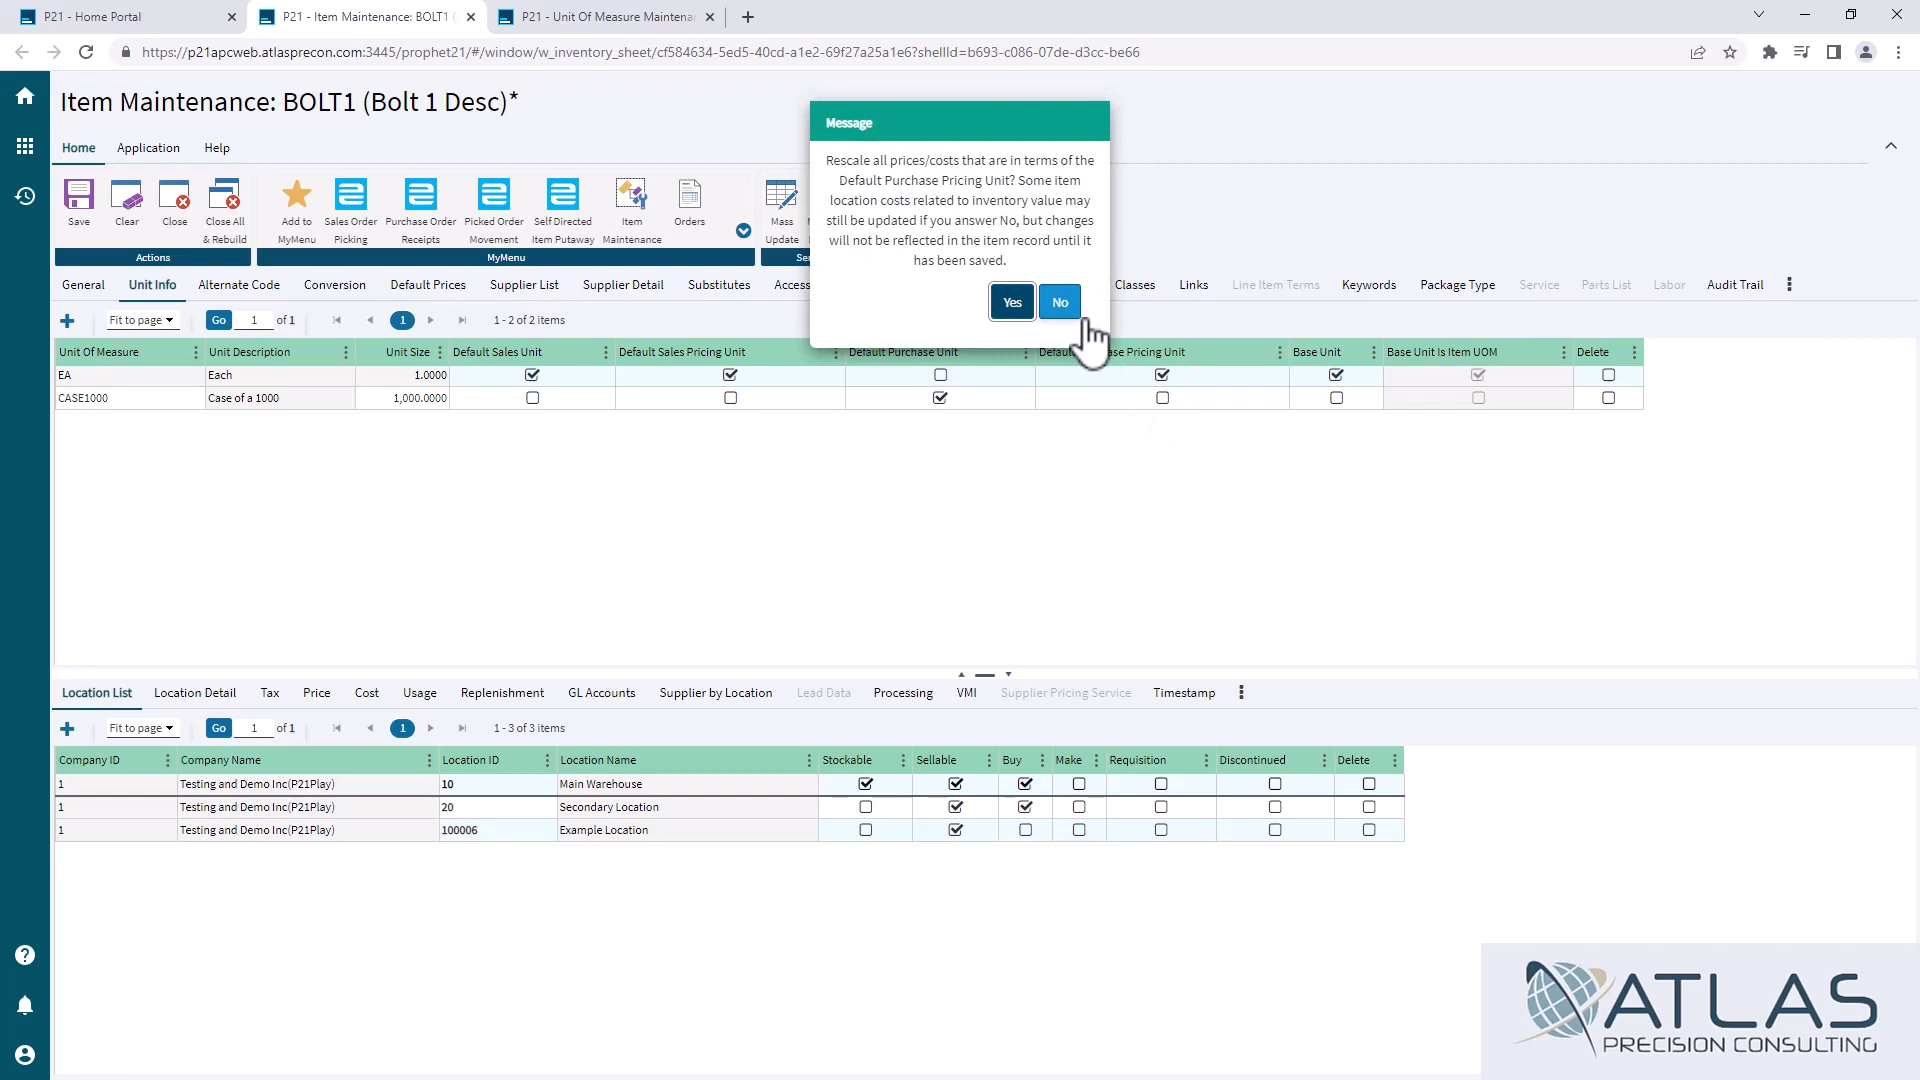 P21 - Home Portal
P21 - Item Maintenance: BOLT1 (
P21 - Unit Of Measure Maintena
https://p21apcweb.atlasprecon.com:3445/prophet21/#/window/w_inventory_sheet/cf584634-5ed5-40cd-a1e2-69f27a25a1e6?shellId=b693-c086-07de-d3cc-be66
Item Maintenance: BOLT1 (Bolt 1 Desc)*
Home Application Help
Save Clear Close Close All & Rebuild
Actions
Add to MyMenu Sales Order Picking Purchase Order Receipts Picked Order Movement Self Directed Item Putaway Item Maintenance Orders
MyMenu
Mass Update
Se
Message
Rescale all prices/costs that are in terms of the
Default Purchase Pricing Unit? Some item
location costs related to inventory value may
still be updated if you answer No, but changes
will not be reflected in the item record until it
has been saved.
Yes No
General Unit Info Alternate Code Conversion Default Prices Supplier List Supplier Detail Substitutes Access Classes Links Line Item Terms Keywords Package Type Service Parts List Labor Audit Trail
Fit to page Go 1 of 1 1 1 - 2 of 2 items
Unit Of Measure Unit Description Unit Size Default Sales Unit Default Sales Pricing Unit Default Purchase Unit Default Purchase Pricing Unit Base Unit Base Unit Is Item UOM Delete
EA Each 1.0000
CASE1000 Case of a 1000 1,000.0000
Location List Location Detail Tax Price Cost Usage Replenishment GL Accounts Supplier by Location Lead Data Processing VMI Supplier Pricing Service Timestamp
Fit to page Go 1 of 1 1 1 - 3 of 3 items
Company ID Company Name Location ID Location Name Stockable Sellable Buy Make Requisition Discontinued Delete
1 Testing and Demo Inc(P21Play) 10 Main Warehouse
1 Testing and Demo Inc(P21Play) 20 Secondary Location
1 Testing and Demo Inc(P21Play) 100006 Example Location
ATLAS
PRECISION CONSULTING